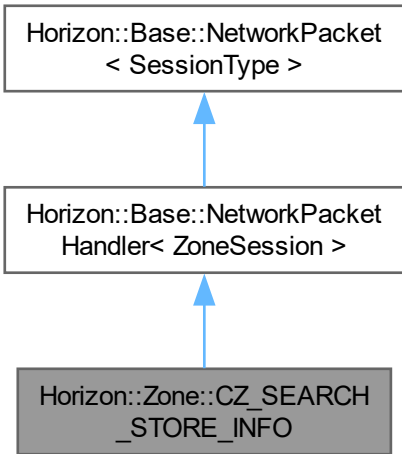 Horizon::Base::NetworkPacket
< SessionType >
Horizon::Base::NetworkPacket
Handler< ZoneSession >
Horizon::Zone::CZ_SEARCH
_STORE_INFO